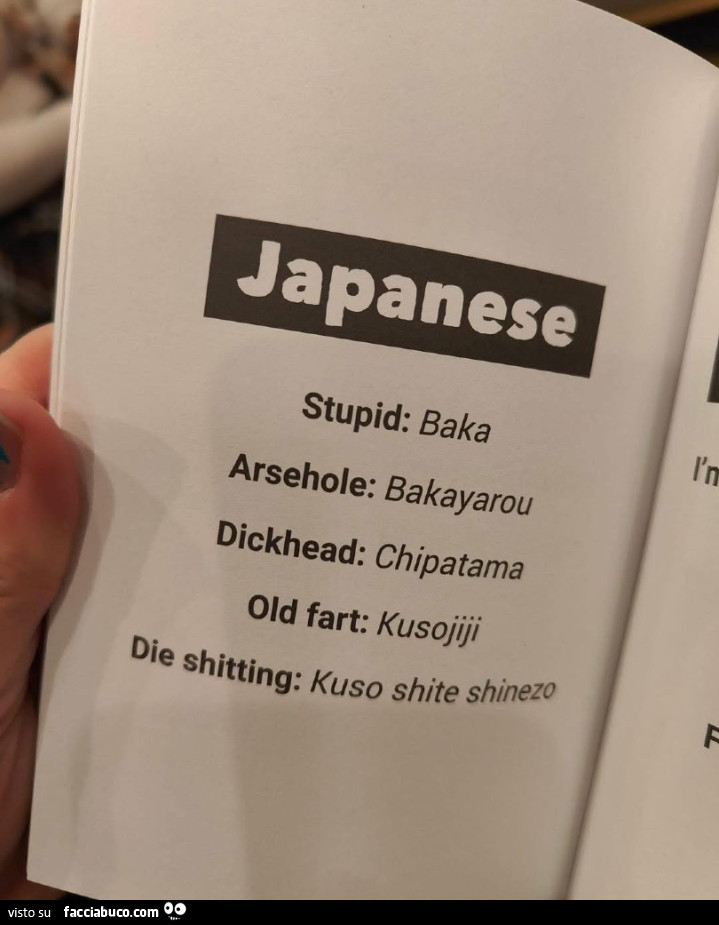 Japanese
Stupid: Baka
Arsehole: Bakayarou
Dickhead: Chipatama
Old fart: Kusojiji
Die shitting: Kuso shite shinezo
I'm
visto su facciabuco.com